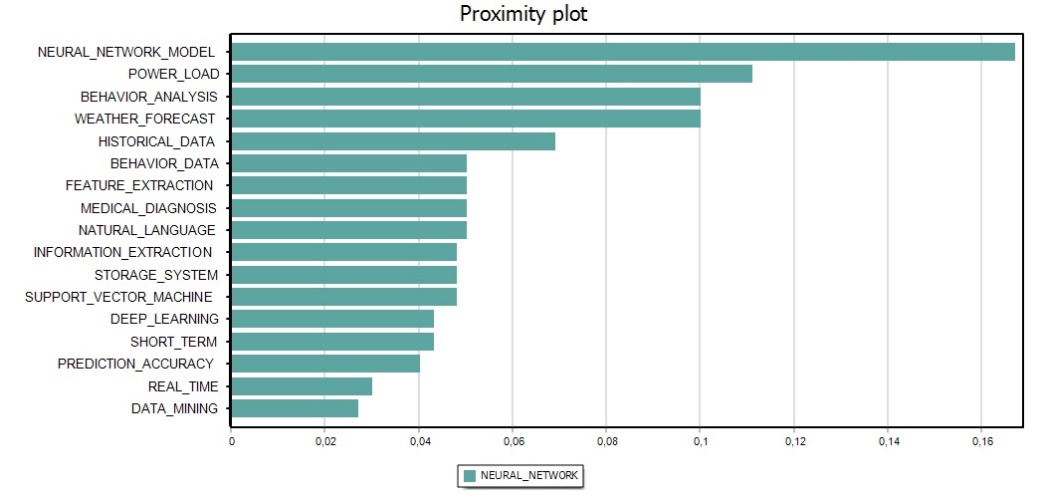 Proximity plot
NEURAL_NETWORK_MODEL
POWER_LOAD
BEHAVIOR_ANALYSIS
WEATHER_FORECAST
HISTORICAL_DATA
BEHAVIOR_DATA
FEATURE_EXTRACTION
MEDICAL_DIAGNOSIS
NATURAL_LANGUAGE
INFORMATION_EXTRACTION
STORAGE_SYSTEM
SUPPORT_VECTOR_MACHINE
DEEP_LEARNING
SHORT_TERM
PREDICTION_ACCURACY
REAL_TIME
DATA_MINING
0 0,02 0,04 0,06 0,08 0,1 0,12 0,14 0,16
NEURAL_NETWORK